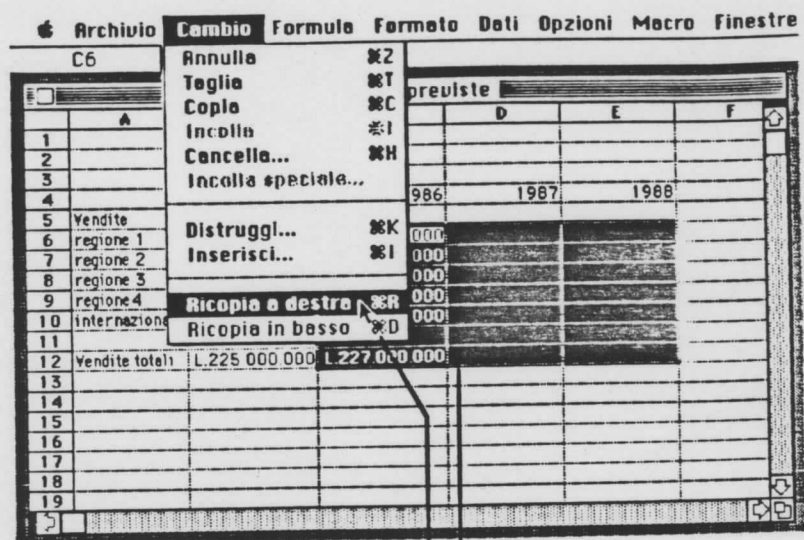 Archivio Cambio Formula Formato Dati Opzioni Macro Finestre
C6
Annulla ⌘Z
Taglia ⌘T
Copia ⌘C
Incolla
Cancella... ⌘H
Incolla speciale...
Distruggi... ⌘K
Inserisci... ⌘I
Ricopia a destra ⌘R
Ricopia in basso ⌘D
previste
A D E F
1
2
3
4 986 1987 1988
5 Vendite
6 regione 1 000
7 regione 2 000
8 regione 3 000
9 regione 4 000
10 internaziona 000
11
12 Vendite totali L.225 000 000 L.227.000.000
13
14
15
16
17
18
19